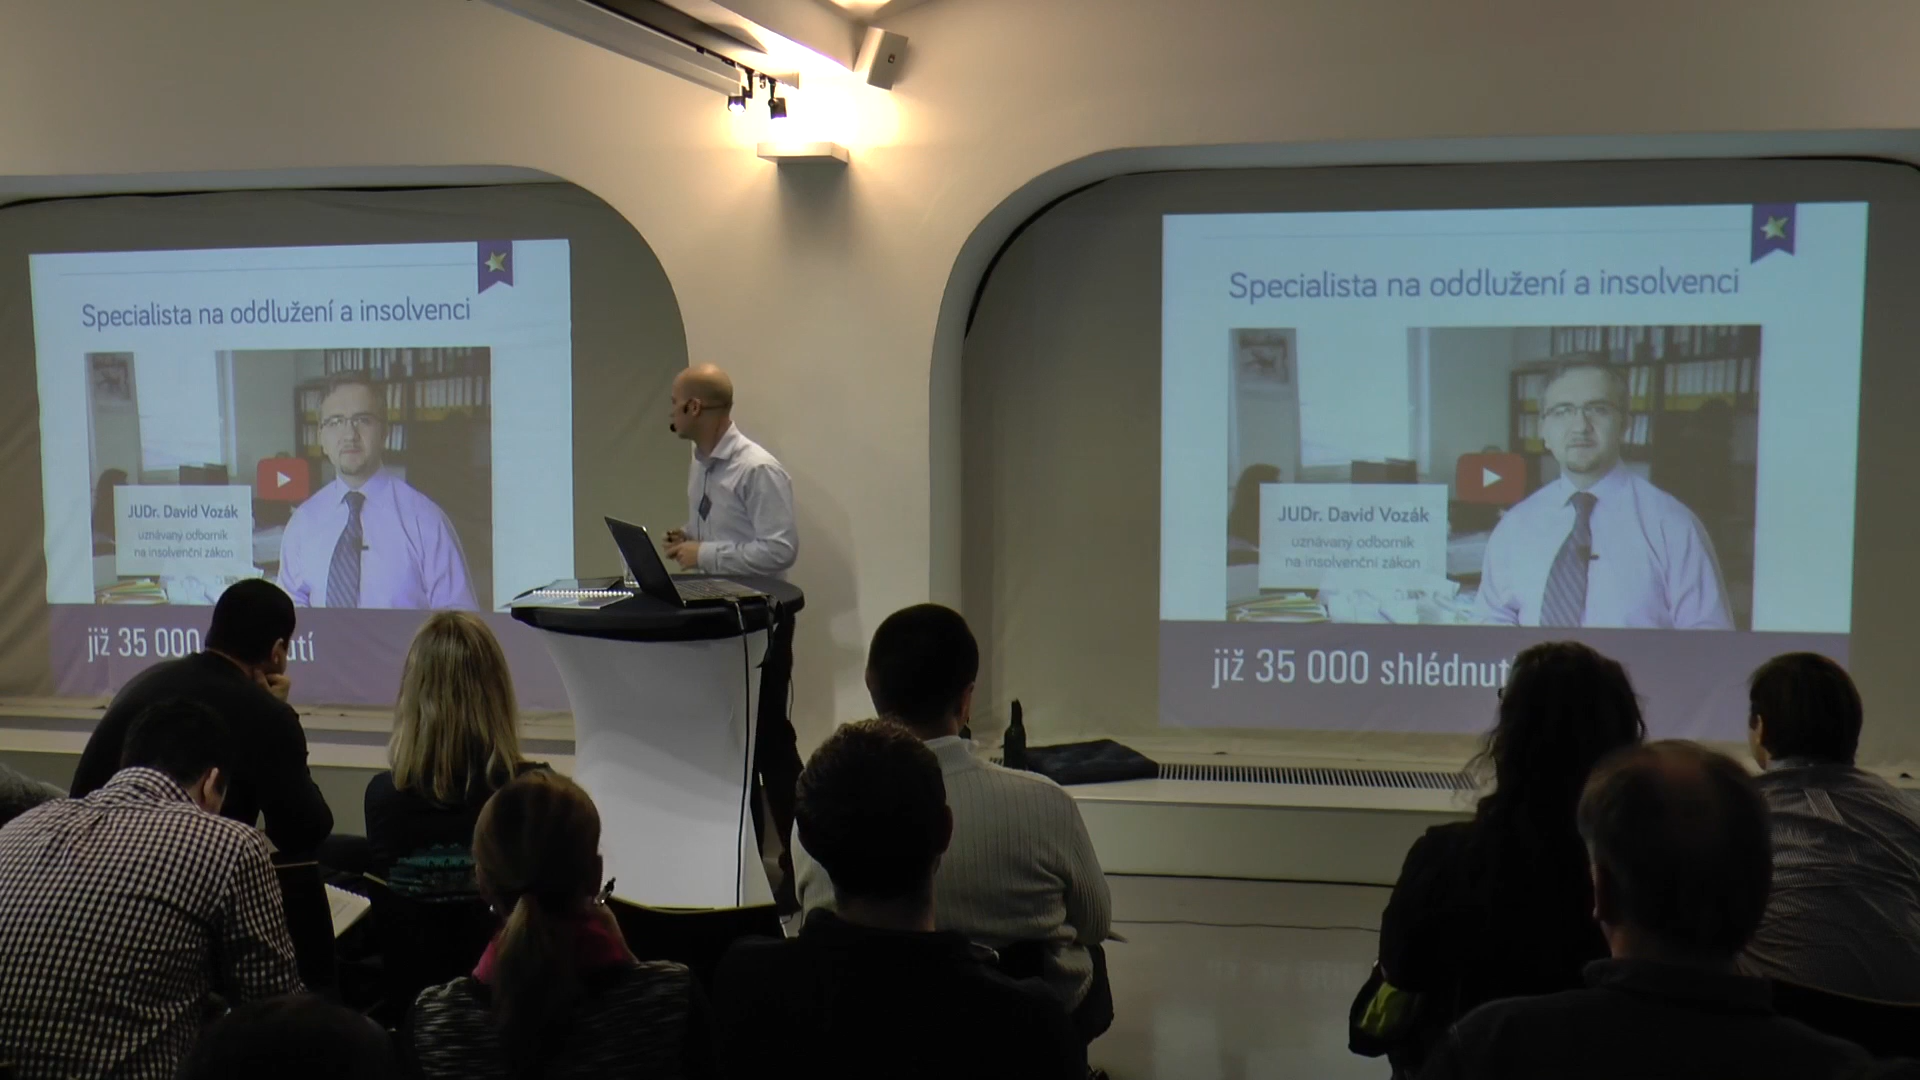 Specialista na oddlužení a insolvenci
JUDr. David Vozák
uznávaný odborník
na insolvenční zákon
již 35 000
Specialista na oddlužení a insolvenci
JUDr. David Vozák
uznávaný odborník
na insolvenční zákon
již 35 000 shlédnut